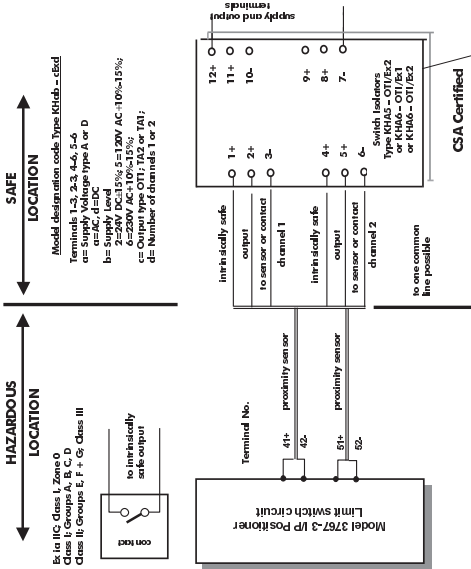 HAZARDOUS
LOCATION
SAFE
LOCATION
Ex ia IIC; Class I, Zone 0
Class I; Groups A, B, C, D
Class II; Groups E, F + G; Class III
Model designation code Type KHab – cExd
Terminals 1–3, 2–3, 4–6, 5–6
a= Supply Voltage type A or D
a=AC, d=DC
b= Supply Level
2=24V DC±15%; 5=120V AC +10%-15%;
6=230V AC+10%-15%;
c= Output type OT1; TA2 or TA1;
d= Number of channels 1 or 2
contact
to intrinsically
safe output
Terminal No.
41+
42-
51+
52-
proximity sensor
proximity sensor
Model 3767-3 I/P Positioner
Limit switch circuit
intrinsically safe
output
to sensor or contact
channel 1
intrinsically safe
output
to sensor or contact
channel 2
1+
2+
3-
4+
5+
6-
12+
11+
10-
9+
8+
7-
supply and output
terminals
Switch Isolators
Type KHA5 – OTI/Ex2
or KHA6 – OTI/Ex1
or KHA6 – OTI/Ex2
to one common
line possible
CSA Certified